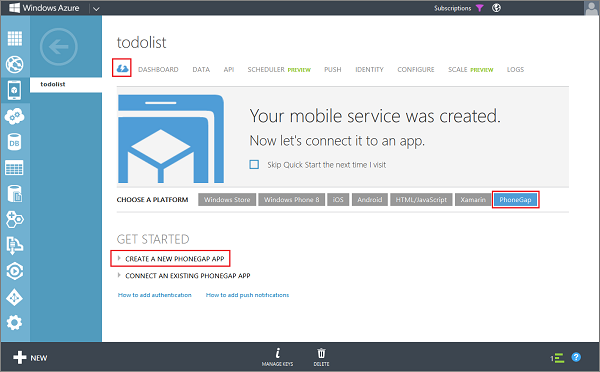 Windows Azure
Subscriptions
todolist
todolist
DASHBOARD DATA API SCHEDULER PREVIEW PUSH IDENTITY CONFIGURE SCALE PREVIEW LOGS
Your mobile service was created.
Now let's connect it to an app.
Skip Quick Start the next time I visit
CHOOSE A PLATFORM Windows Store Windows Phone 8 iOS Android HTML/JavaScript Xamarin PhoneGap
GET STARTED
CREATE A NEW PHONEGAP APP
CONNECT AN EXISTING PHONEGAP APP
How to add authentication How to add push notifications
DB
NEW
MANAGE KEYS DELETE
1
?